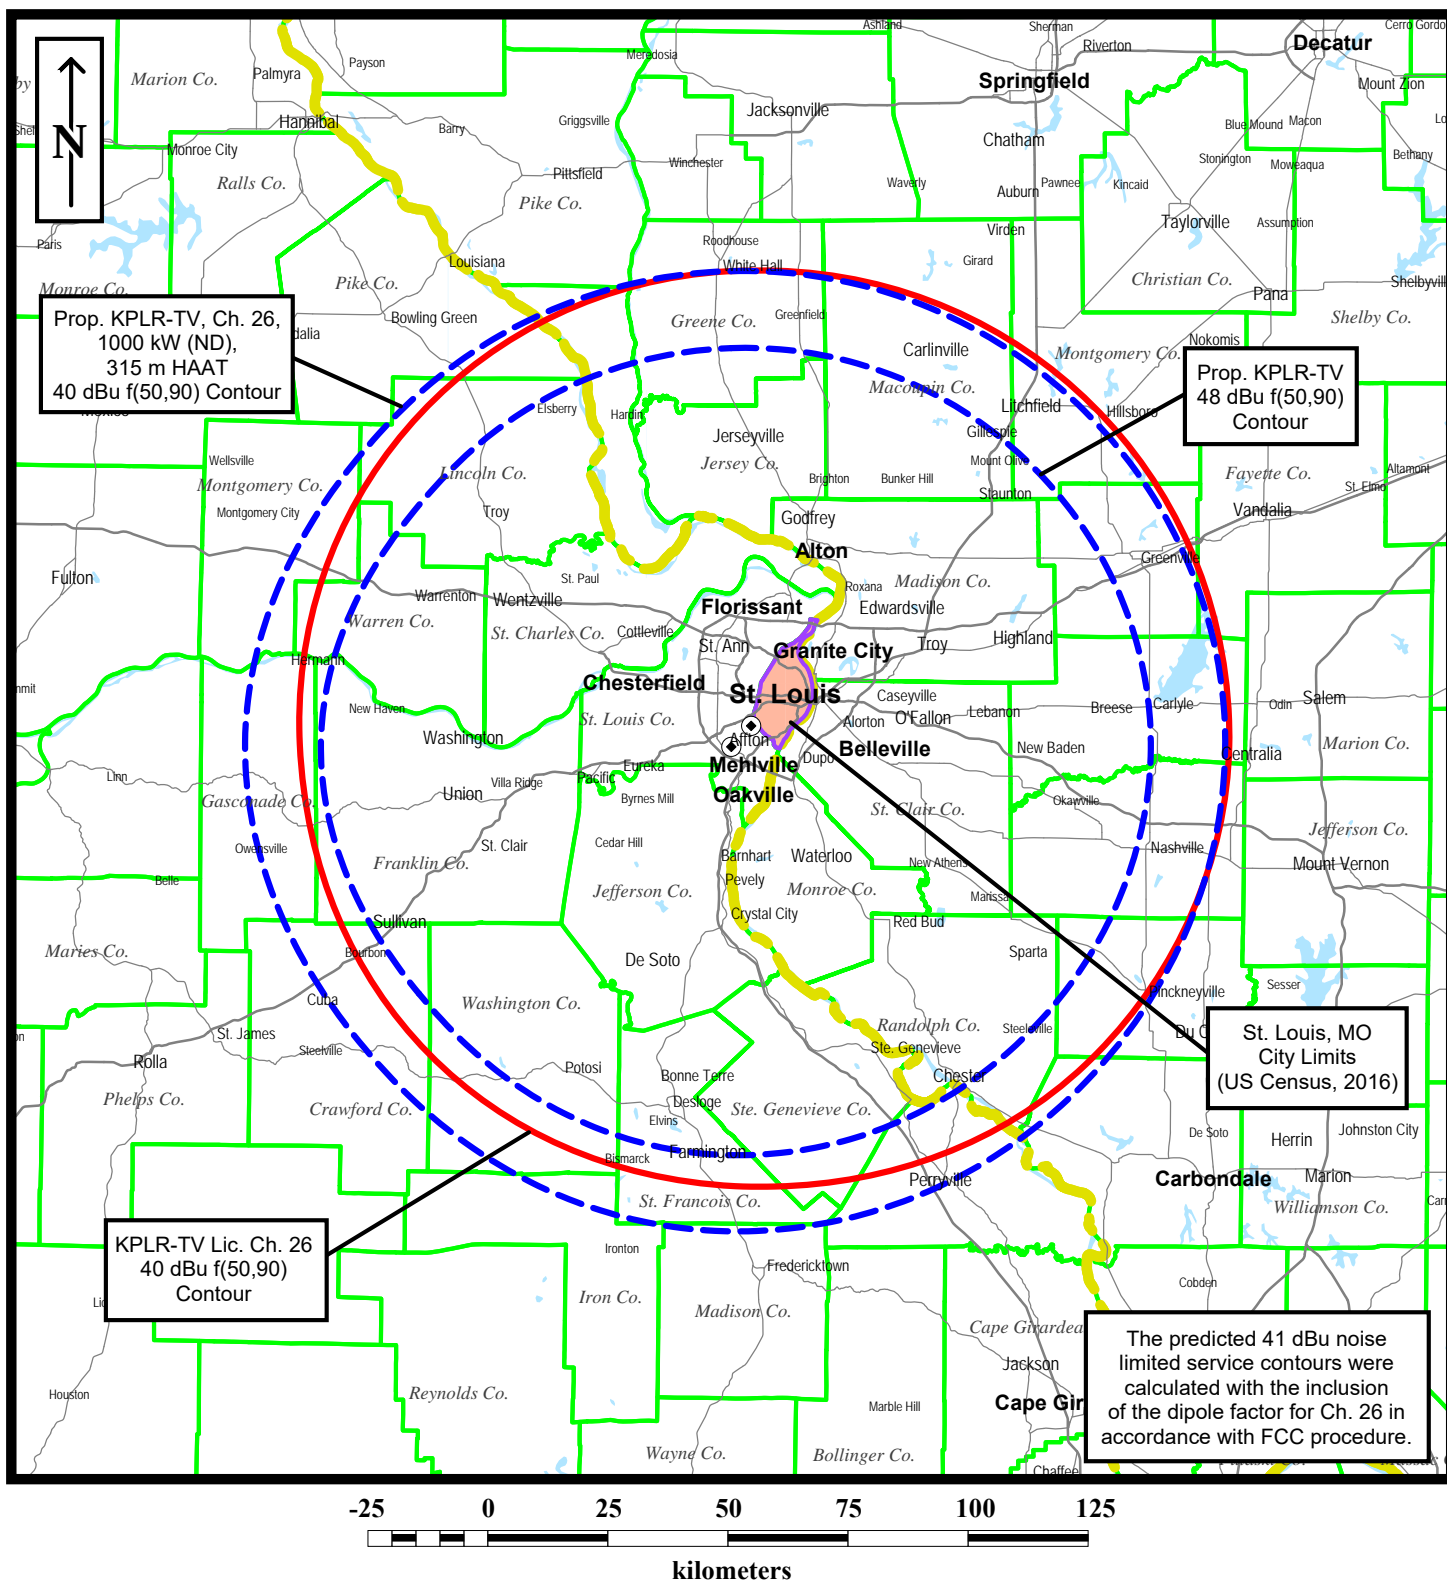 Ashland
Sherman
Cerro Gordo
Riverton
Decatur
Payson
Meredosia
Palmyra
Marion Co.
Springfield
Mount Zion
N
Jacksonville
Hannibal
Barry
Griggsville
Blue Mound
Macon
Chatham
Monroe City
Winchester
Stonington
Moweaqua
Bethany
Ralls Co.
Pittsfield
Waverly
Auburn
Pawnee
Kincaid
Pike Co.
Taylorville
Assumption
Virden
Paris
Roodhouse
Louisiana
White Hall
Girard
Pike Co.
Christian Co.
Monroe Co.
Pana
Shelbyvill
Prop. KPLR-TV, Ch. 26,
1000 kW (ND),
315 m HAAT
40 dBu f(50,90) Contour
dalia
Bowling Green
Greene Co.
Greenfield
Shelby Co.
Carlinville
Montgomery Co.
Nokomis
Prop. KPLR-TV
48 dBu f(50,90)
Contour
Macoupin Co.
Elsberry
Hardin
Litchfield
Hillsboro
Jerseyville
Gillespie
Jersey Co.
Wellsville
Mount Olive
Montgomery Co.
Lincoln Co.
Brighton
Bunker Hill
Fayette Co.
Altamont
St. Elmo
Staunton
Montgomery City
Troy
Godfrey
Vandalia
Alton
Greenville
Fulton
St. Paul
Roxana
Madison Co.
Warrenton
Wentzville
Florissant
Edwardsville
Warren Co.
St. Charles Co.
Cottleville
St. Ann
Granite City
Troy
Highland
Hermann
Chesterfield
St. Louis
Caseyville
Salem
New Haven
St. Louis Co.
Alorton
O'Fallon
Lebanon
Breese
Carlyle
Odin
Washington
Affton
Belleville
New Baden
Centralia
Marion Co.
Mehlville
Dupo
Linn
Villa Ridge
Pacific
Eureka
Union
Byrnes Mill
Oakville
Gasconade Co.
St. Clair Co.
Okawville
Jefferson Co.
Owensville
St. Clair
Cedar Hill
Barnhart
Waterloo
Nashville
Franklin Co.
New Athens
Mount Vernon
Belle
Pevely
Jefferson Co.
Monroe Co.
Marissa
Sullivan
Crystal City
Red Bud
Maries Co.
Bourbon
De Soto
Sparta
Cuba
Washington Co.
Pinckneyville
Sesser
St. James
Randolph Co.
Steeleville
Du
St. Louis, MO
City Limits
(US Census, 2016)
Steelville
Ste. Genevieve
Rolla
Potosi
Bonne Terre
Chester
Phelps Co.
Crawford Co.
Desloge
Ste. Genevieve Co.
Elvins
De Soto
Herrin
Johnston City
Bismarck
Farmington
Perryville
Carbondale
Marion
St. Francois Co.
Williamson Co.
KPLR-TV Lic. Ch. 26
40 dBu f(50,90)
Contour
Ironton
Fredericktown
Cobden
Iron Co.
Madison Co.
Cape Girardea
The predicted 41 dBu noise
limited service contours were
calculated with the inclusion
of the dipole factor for Ch. 26 in
accordance with FCC procedure.
Jackson
Houston
Reynolds Co.
Marble Hill
Cape Gir
Wayne Co.
Bollinger Co.
Chaffee
-25 0 25 50 75 100 125
kilometers